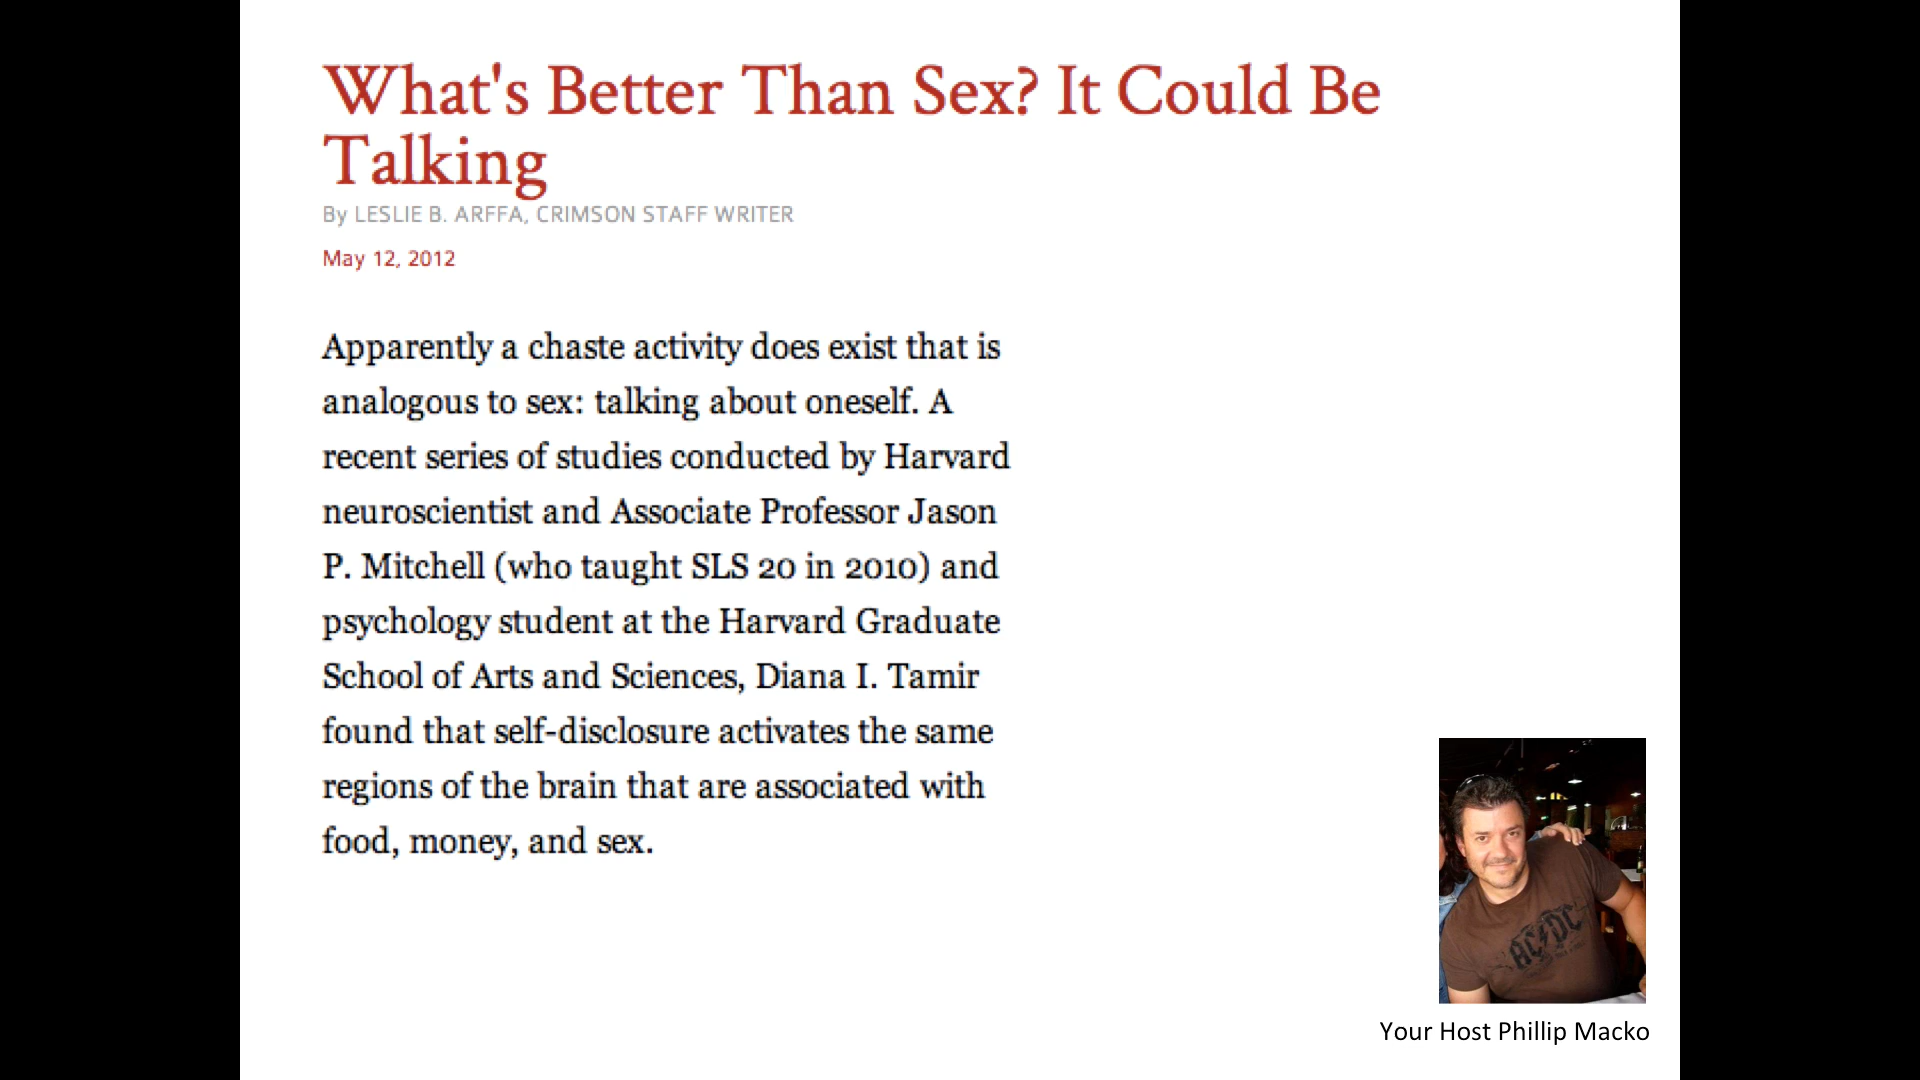 What's Better Than Sex? It Could Be
Talking
By LESLIE B. ARFFA, CRIMSON STAFF WRITER
May 12, 2012
Apparently a chaste activity does exist that is
analogous to sex: talking about oneself. A
recent series of studies conducted by Harvard
neuroscientist and Associate Professor Jason
P. Mitchell (who taught SLS 20 in 2010) and
psychology student at the Harvard Graduate
School of Arts and Sciences, Diana I. Tamir
found that self-disclosure activates the same
regions of the brain that are associated with
food, money, and sex.
AC/DC
Your Host Phillip Macko